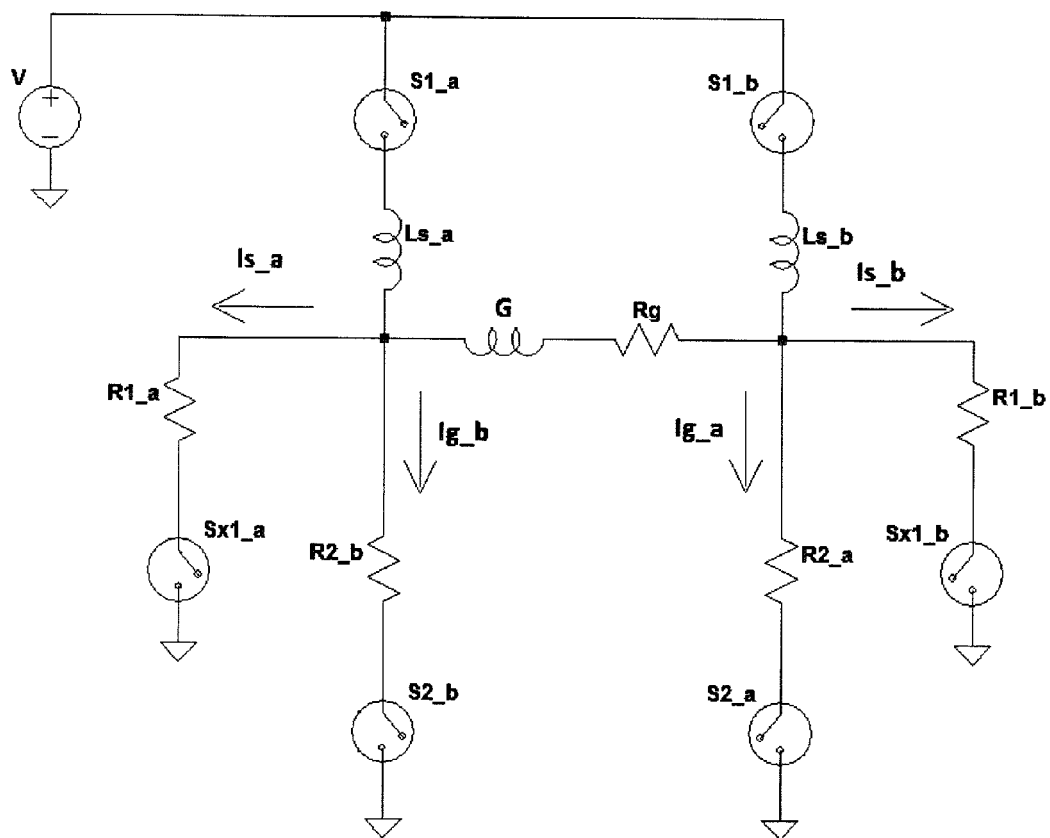 V
+
−
S1_a
S1_b
Ls_a
Ls_b
Is_a
Is_b
G
Rg
R1_a
R1_b
Ig_b
Ig_a
Sx1_a
R2_b
R2_a
Sx1_b
S2_b
S2_a